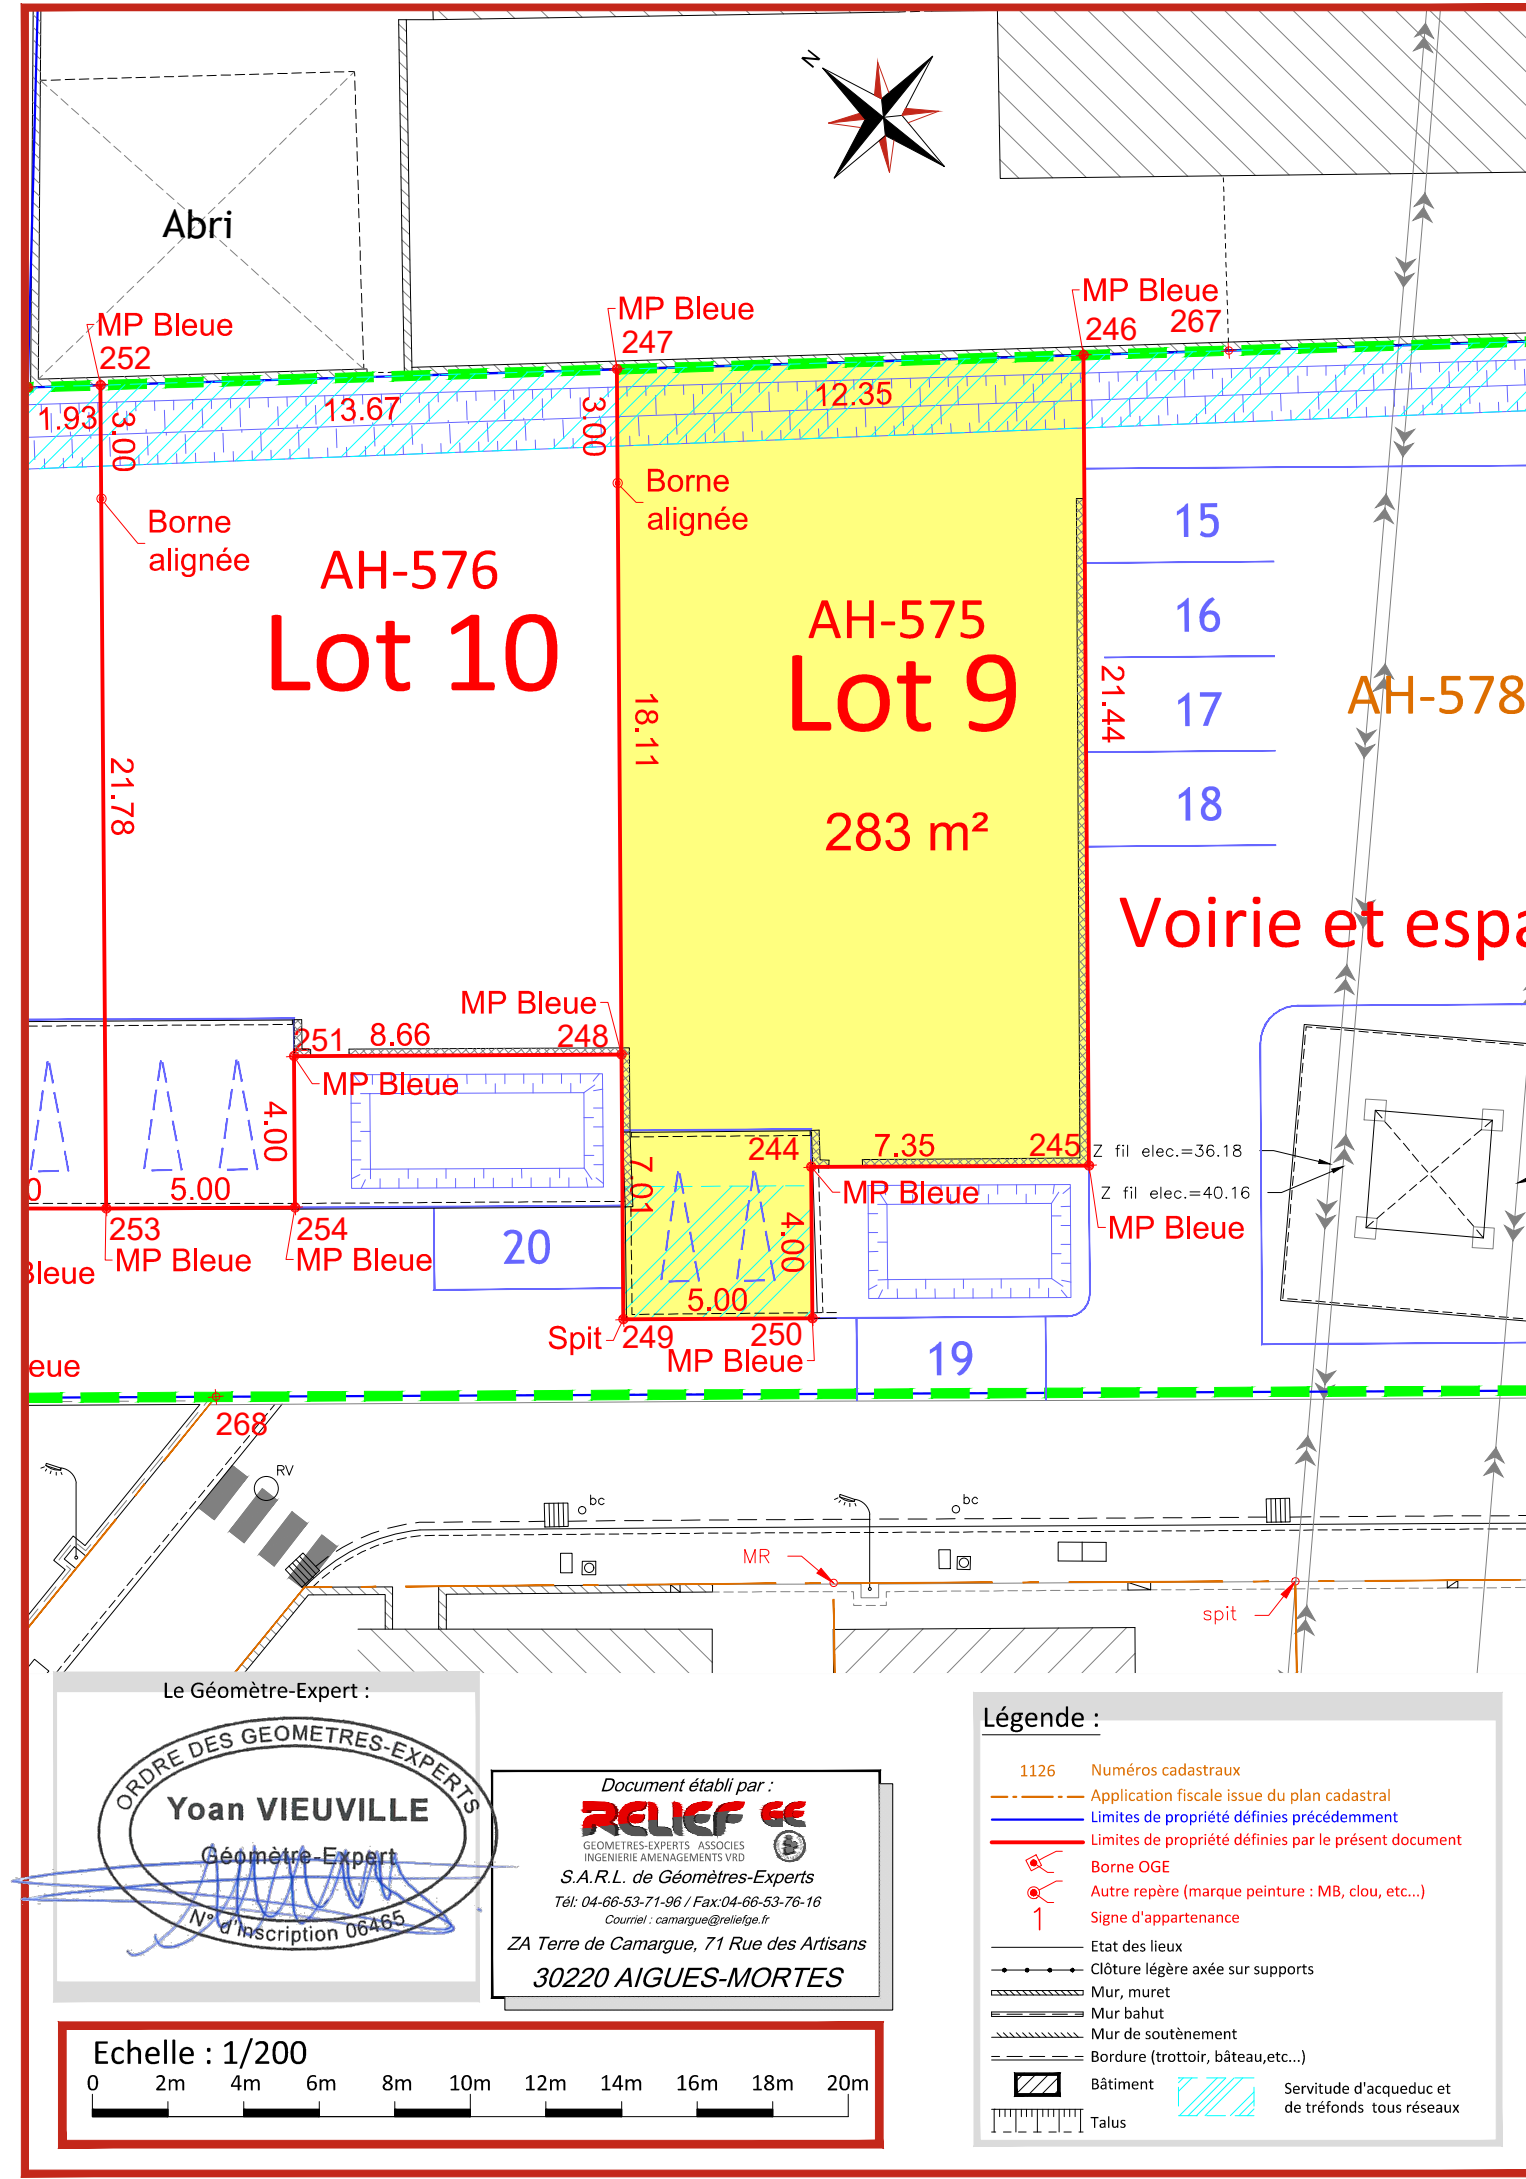 N
Abri
MP Bleue
252
MP Bleue
247
MP Bleue
246
267
1.93
3.00
13.67
3.00
12.35
Borne
alignée
Borne
alignée
AH-576
Lot 10
AH-575
Lot 9
283 m²
15
16
17
18
21.44
18.11
21.78
AH-578
Voirie et espa
MP Bleue
248
251
8.66
MP Bleue
4.00
5.00
0
253
MP Bleue
254
MP Bleue
Bleue
20
7.01
244
7.35
245
MP Bleue
4.00
5.00
Z fil elec.=36.18
Z fil elec.=40.16
MP Bleue
Spit
249
250
MP Bleue
19
eue
268
RV
bc
bc
MR
spit
Le Géomètre-Expert :
ORDRE DES GEOMETRES-EXPERTS
Yoan VIEUVILLE
Géomètre-Expert
N° d'inscription 06465
Document établi par :
RELIEF GE
GEOMETRES-EXPERTS ASSOCIES
INGENIERIE AMENAGEMENTS VRD
S.A.R.L. de Géomètres-Experts
Tél: 04-66-53-71-96 / Fax:04-66-53-76-16
Courriel : camargue@reliefge.fr
ZA Terre de Camargue, 71 Rue des Artisans
30220 AIGUES-MORTES
Echelle : 1/200
0 2m 4m 6m 8m 10m 12m 14m 16m 18m 20m
Légende :
1126 Numéros cadastraux
Application fiscale issue du plan cadastral
Limites de propriété définies précédemment
Limites de propriété définies par le présent document
Borne OGE
Autre repère (marque peinture : MB, clou, etc...)
Signe d'appartenance
Etat des lieux
Clôture légère axée sur supports
Mur, muret
Mur bahut
Mur de soutènement
Bordure (trottoir, bâteau,etc...)
Bâtiment
Servitude d'acqueduc et
de tréfonds tous réseaux
Talus